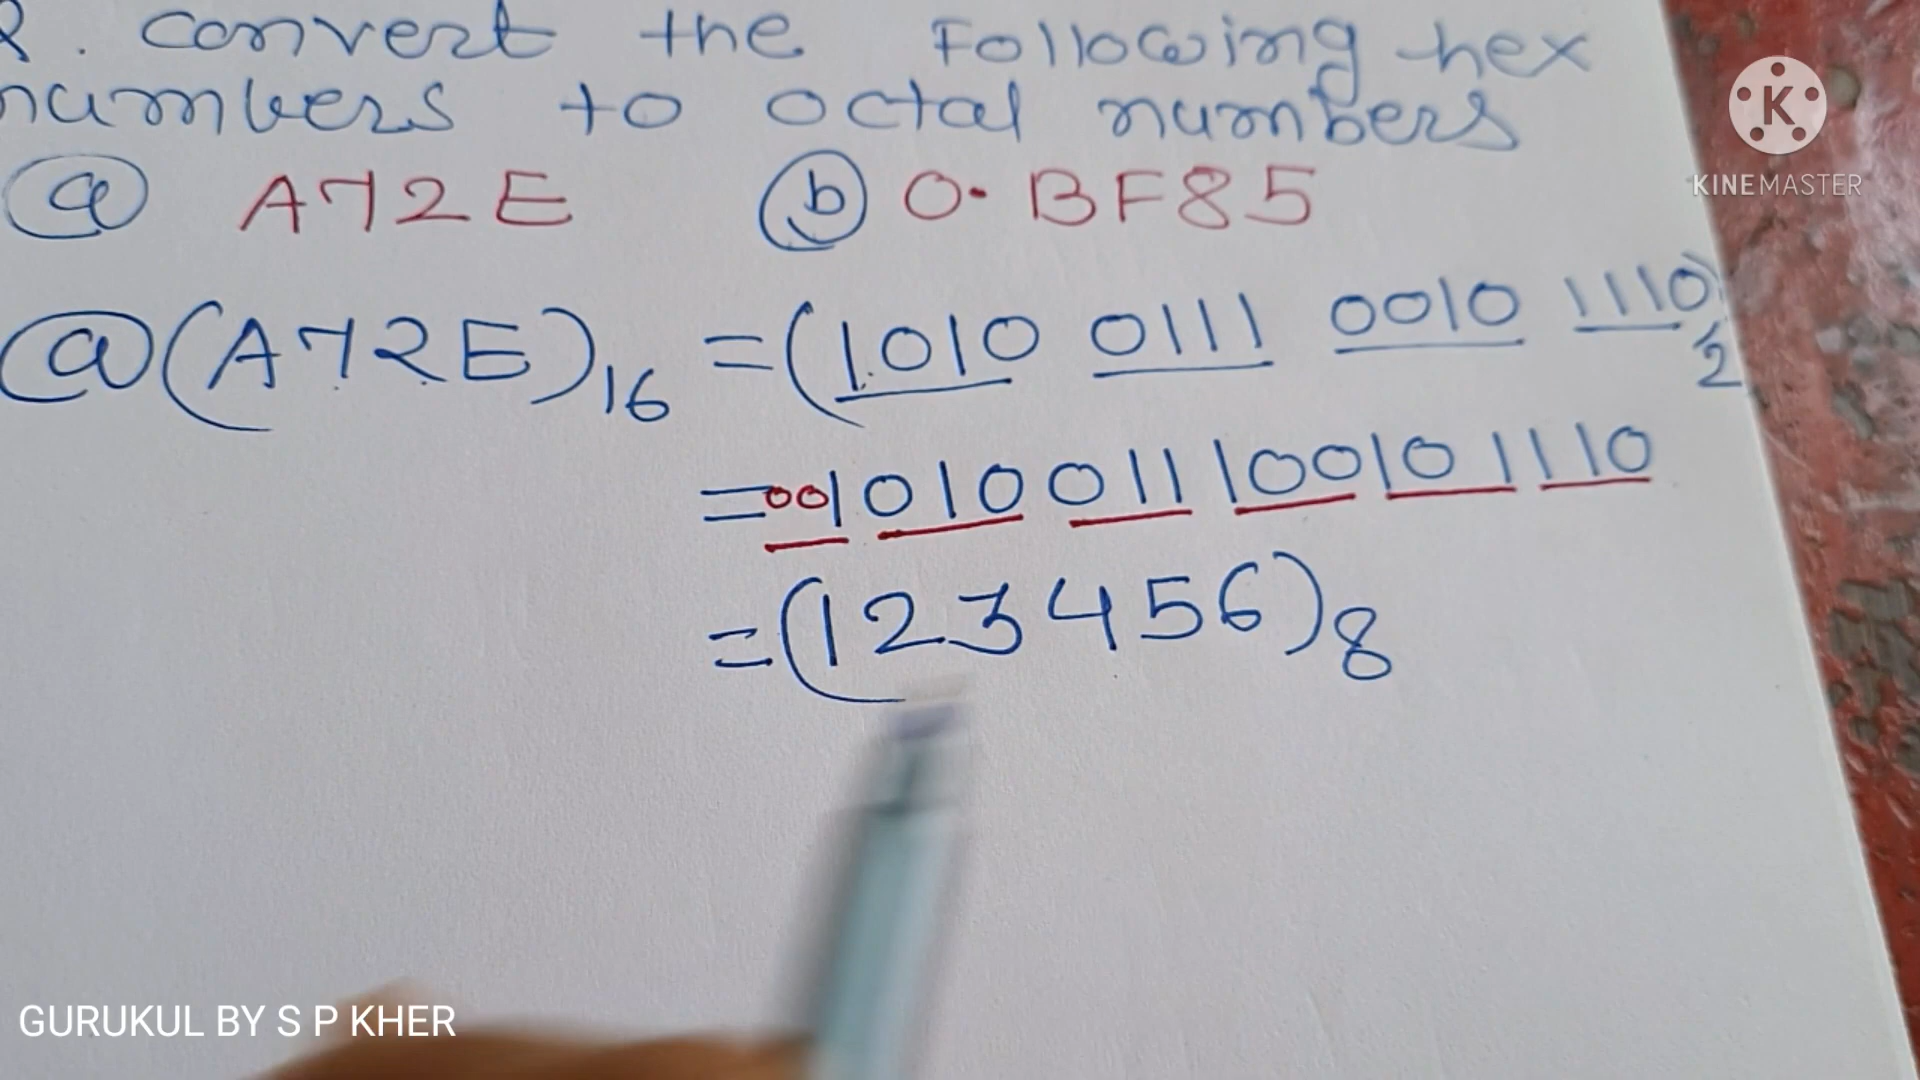 Q. convert the Following hex
numbers to octal numbers
(a) A72E (b) 0.BF85
(a) (A72E)16 = (1010 0111 0010 1110)2
= 001010011100101110
= (123456)8
K
KINEMASTER
GURUKUL BY S P KHER